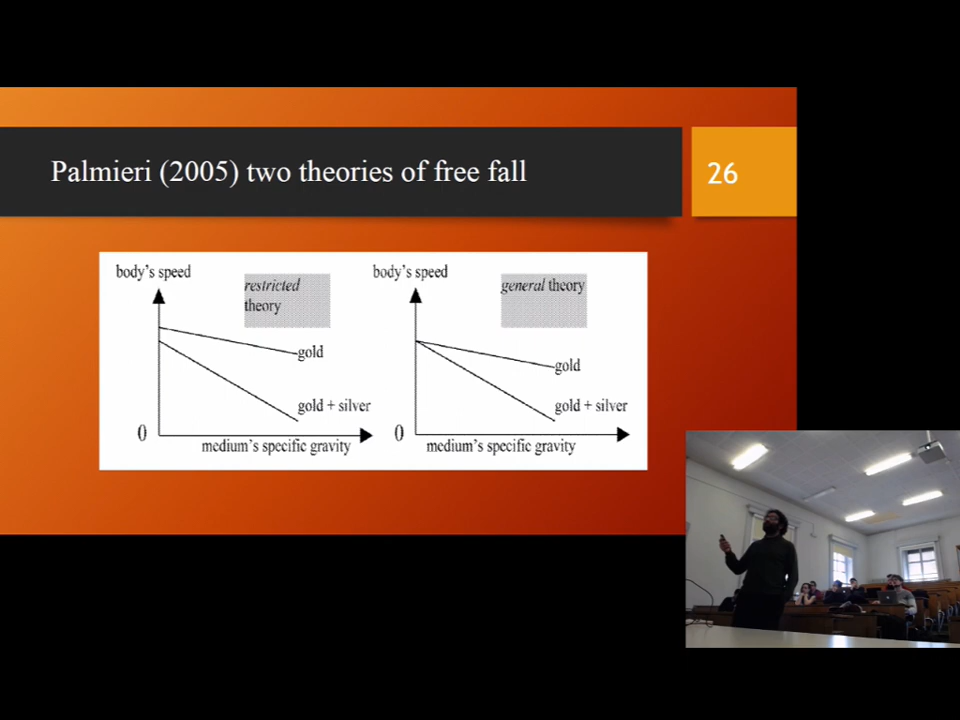 Palmieri (2005) two theories of free fall
26
body's speed
restricted
theory
gold
gold + silver
0
medium's specific gravity
body's speed
general theory
gold
gold + silver
0
medium's specific gravity